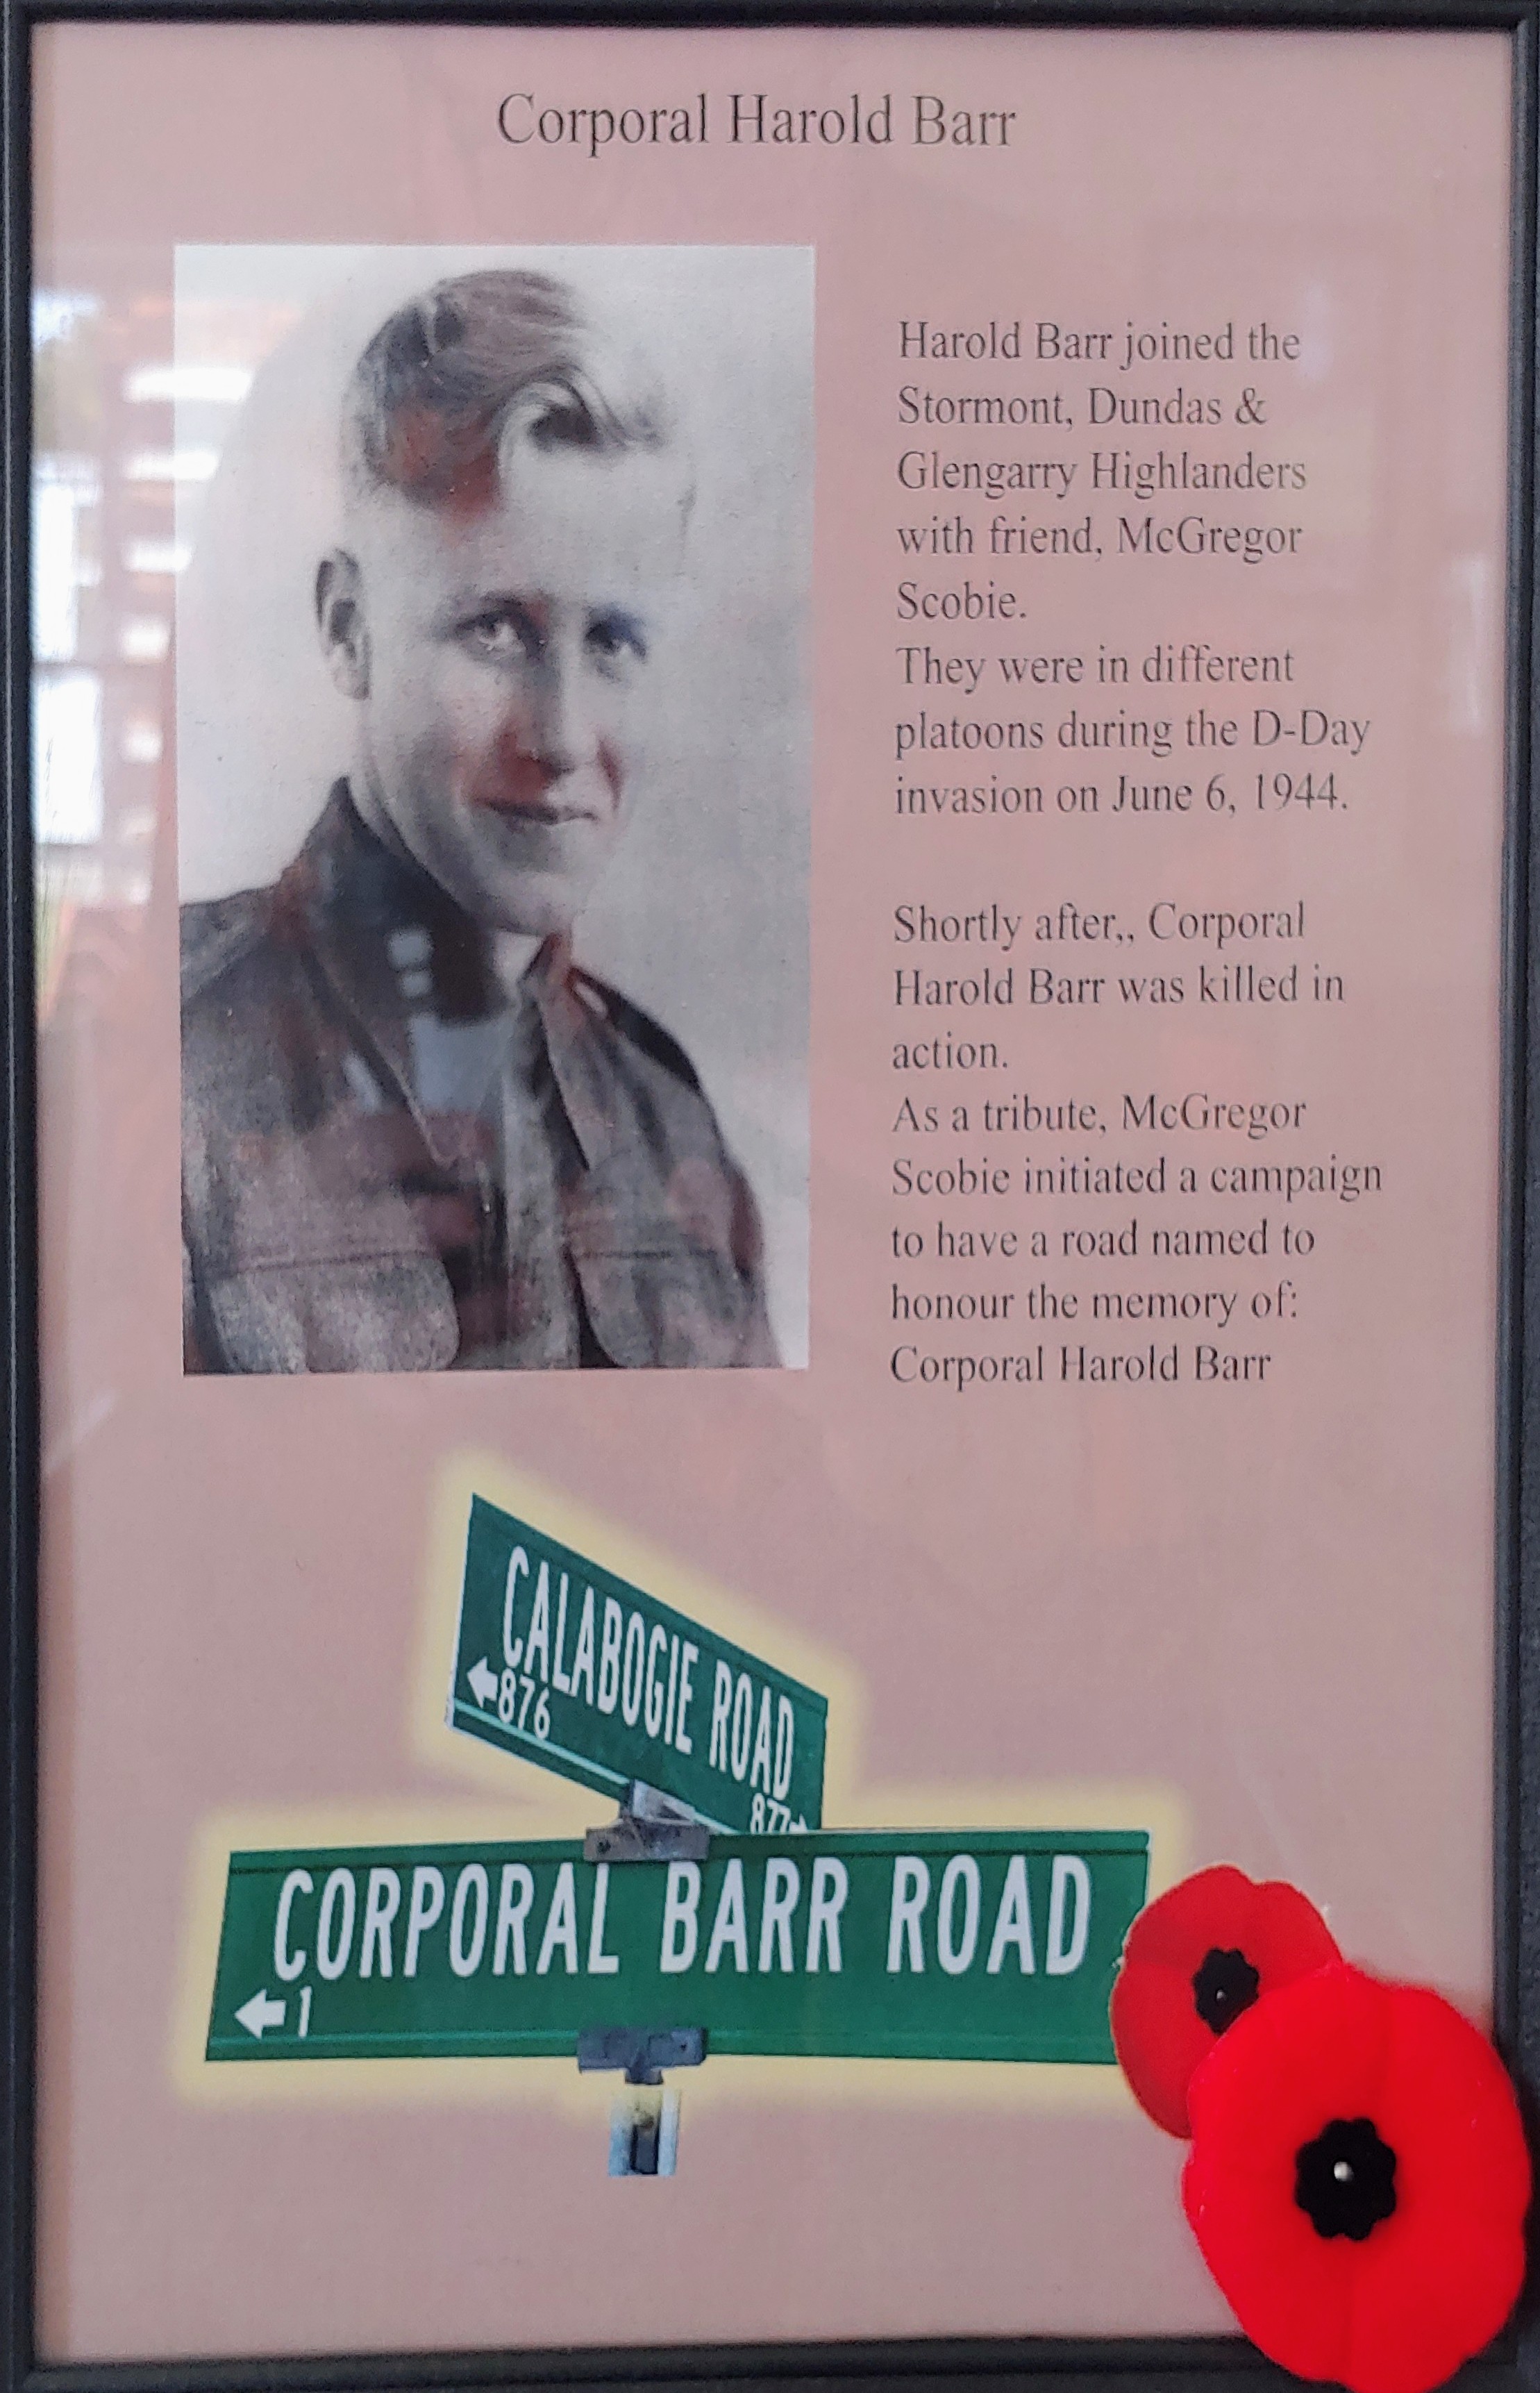 Corporal Harold Barr
Harold Barr joined the
Stormont, Dundas &
Glengarry Highlanders
with friend, McGregor
Scobie.
They were in different
platoons during the D-Day
invasion on June 6, 1944.
Shortly after,, Corporal
Harold Barr was killed in
action.
As a tribute, McGregor
Scobie initiated a campaign
to have a road named to
honour the memory of:
Corporal Harold Barr
CALABOGIE ROAD
←876
877→
CORPORAL BARR ROAD
←1